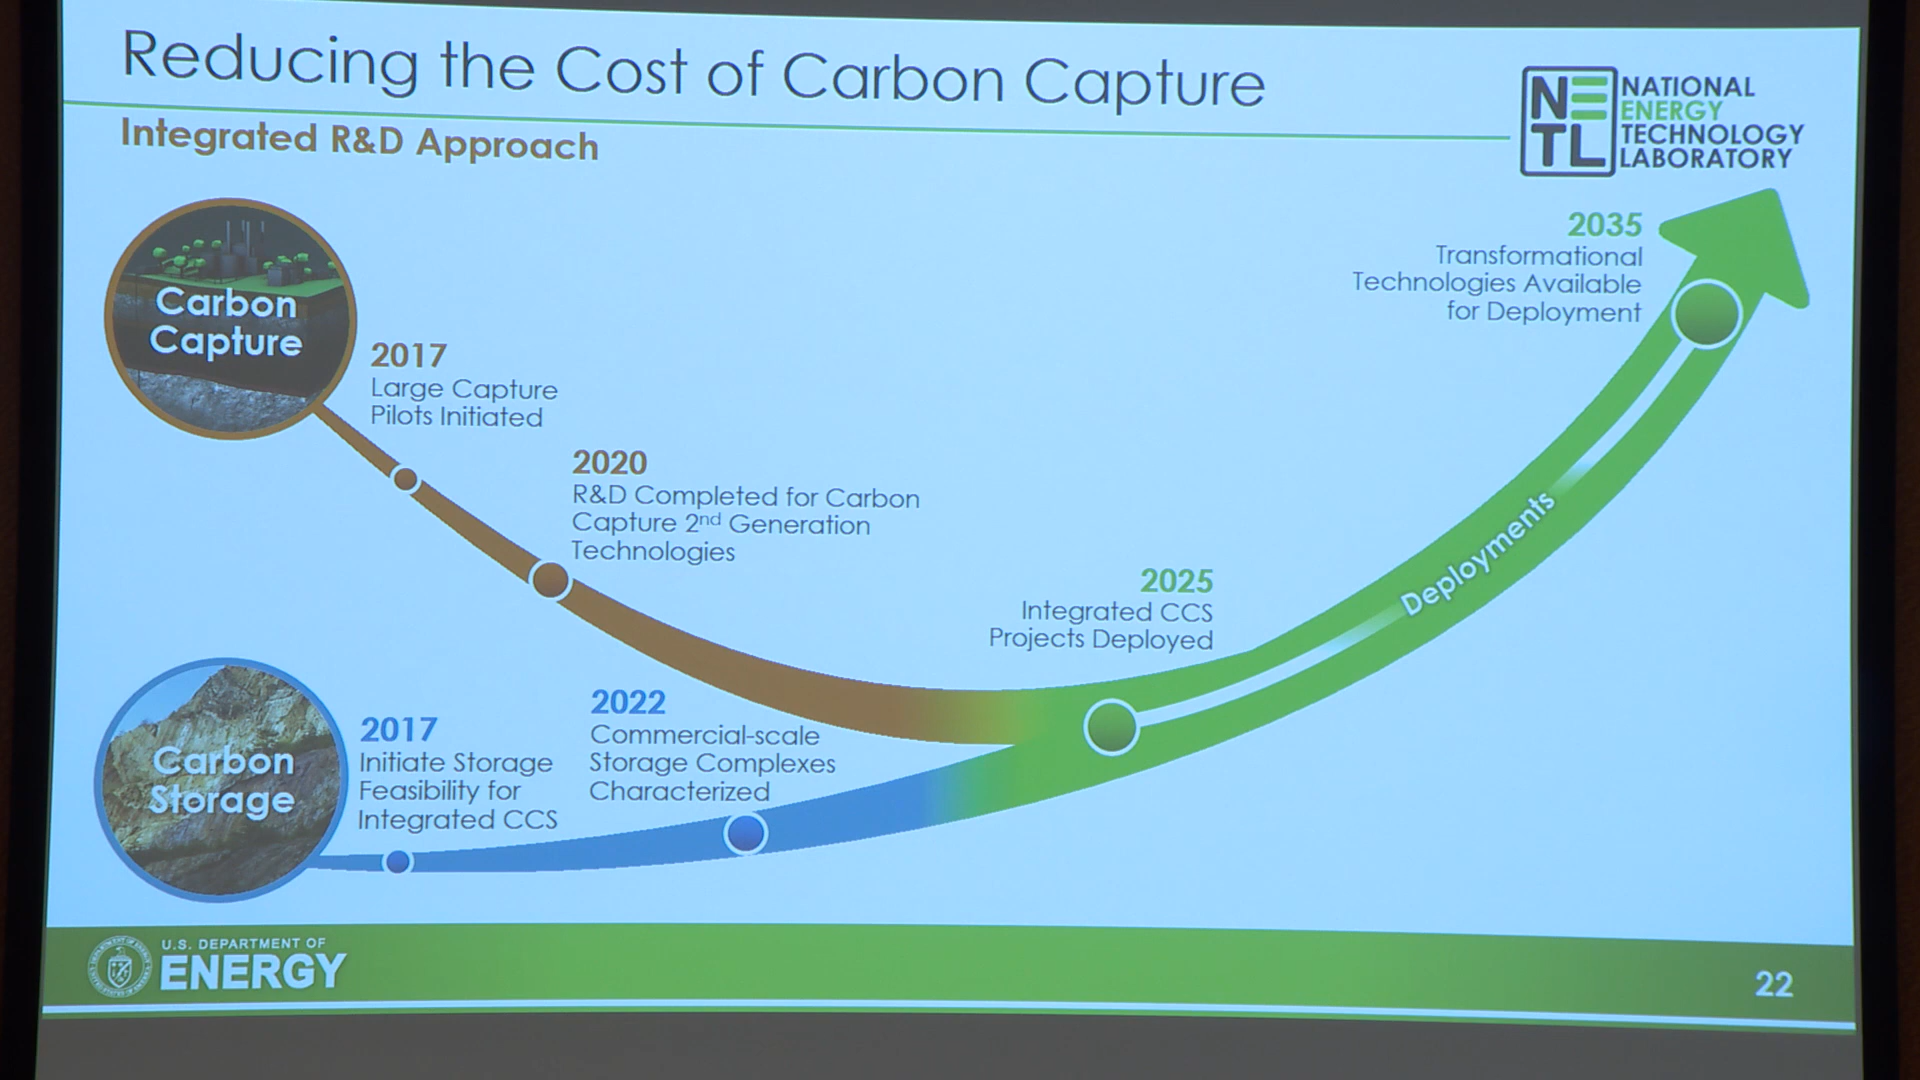 Reducing the Cost of Carbon Capture
Integrated R&D Approach
NE
TL
NATIONAL
ENERGY
TECHNOLOGY
LABORATORY
Carbon
Capture
2017
Large Capture
Pilots Initiated
2020
R&D Completed for Carbon
Capture 2nd Generation
Technologies
2035
Transformational
Technologies Available
for Deployment
2025
Integrated CCS
Projects Deployed
Deployments
Carbon
Storage
2017
Initiate Storage
Feasibility for
Integrated CCS
2022
Commercial-scale
Storage Complexes
Characterized
U.S. DEPARTMENT OF
ENERGY
22